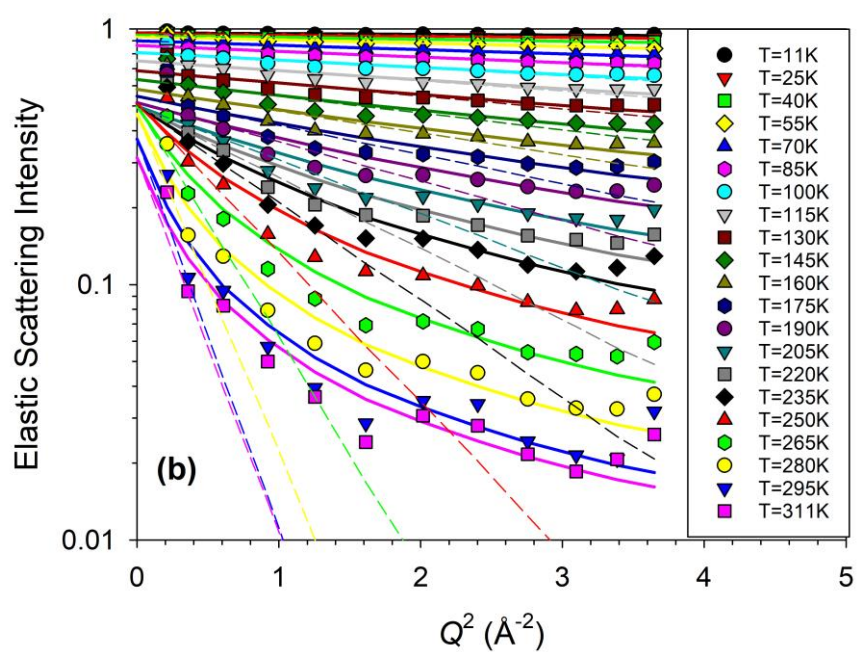 Elastic Scattering Intensity
1
0.1
0.01
(b)
T=11K
T=25K
T=40K
T=55K
T=70K
T=85K
T=100K
T=115K
T=130K
T=145K
T=160K
T=175K
T=190K
T=205K
T=220K
T=235K
T=250K
T=265K
T=280K
T=295K
T=311K
0 1 2 3 4 5
Q² (Å⁻²)